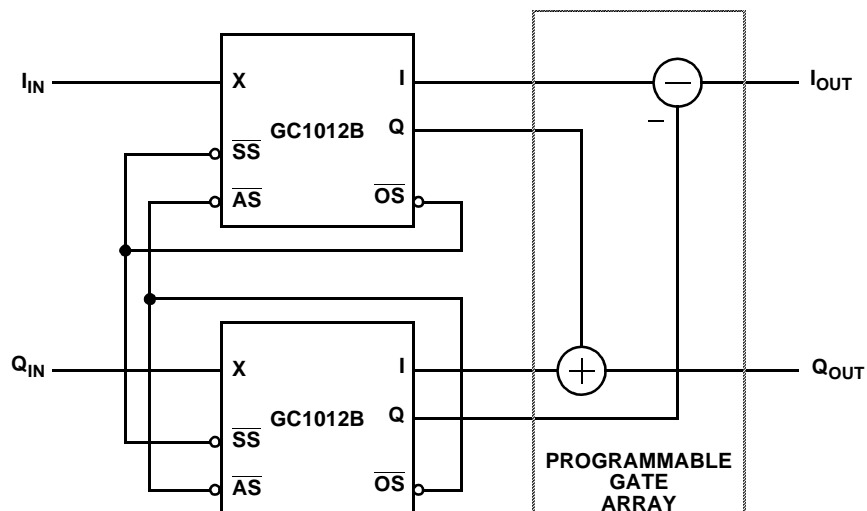 I_IN X I I_OUT
GC1012B Q
SS
AS OS
−
Q_IN X I Q_OUT
GC1012B Q
SS
AS OS
PROGRAMMABLE
GATE
ARRAY